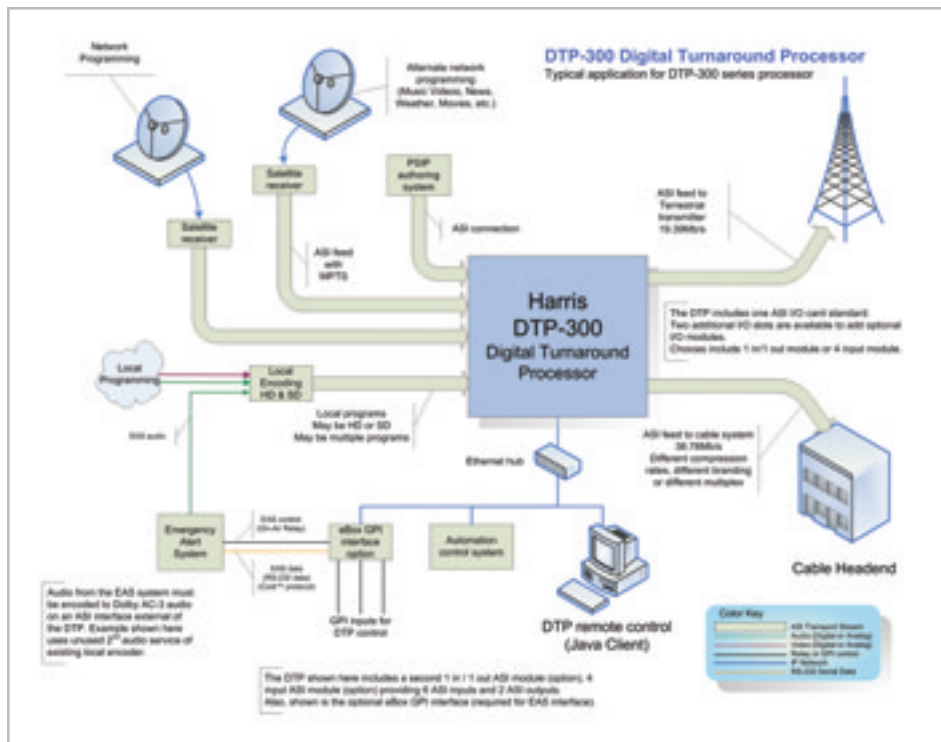 Network
Programming
Alternate network
programming
(Music Videos, News,
Weather, Movies, etc.)
DTP-300 Digital Turnaround Processor
Typical application for DTP-300 series processor
Satellite
receiver
PSIP
authoring
system
Satellite
receiver
ASI feed
with
MPTS
ASI connection
ASI feed to
Terrestrial
transmitter
19.39Mb/s
Harris
DTP-300
Digital Turnaround
Processor
The DTP includes one ASI I/O card standard.
Two additional I/O slots are available to add optional
I/O modules.
Choices include 1 in/1 out module or 4 input module.
Local
Programming
Local
Encoding
HD & SD
EAS audio
Local programs
May be HD or SD
May be multiple programs
ASI feed to cable system
38.78Mb/s
Different compression
rates, different branding
or different multiplex
Ethernet hub
Emergency
Alert
System
EAS control
(On-Air Relay)
EAS data
(RS-232 data)
eBox GPI
interface
option
Automation
control system
GPI inputs for
DTP control
DTP remote control
(Java Client)
Cable Headend
Audio from the EAS system must
be encoded to Dolby AC-3 audio
on an ASI interface external of
the DTP. Example shown here
uses unused 2nd audio service of
existing local encoder.
The DTP shown here includes a second 1 in / 1 out ASI module (option), 4
input ASI module (option) providing 6 ASI inputs and 2 ASI outputs.
Also, shown is the optional eBox GPI interface (required for EAS interface).
Color Key
ASI Transport Stream
Audio (Digital or Analog)
Video (Digital or Analog)
Relay or GPI control
IP Network
RS-232 Serial Data